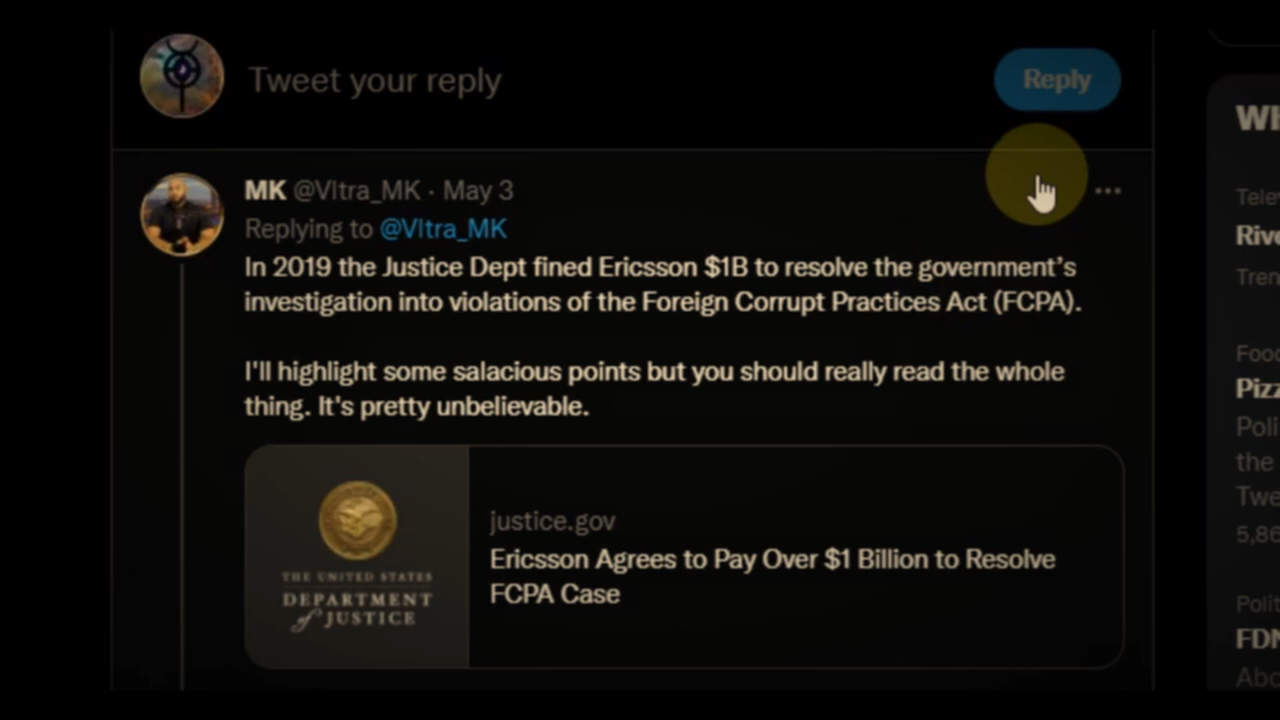 Tweet your reply
Reply
MK @Vltra_MK · May 3
Replying to @Vltra_MK
In 2019 the Justice Dept fined Ericsson $1B to resolve the government's
investigation into violations of the Foreign Corrupt Practices Act (FCPA).
I'll highlight some salacious points but you should really read the whole
thing. It's pretty unbelievable.
THE UNITED STATES
DEPARTMENT
of JUSTICE
justice.gov
Ericsson Agrees to Pay Over $1 Billion to Resolve
FCPA Case
the